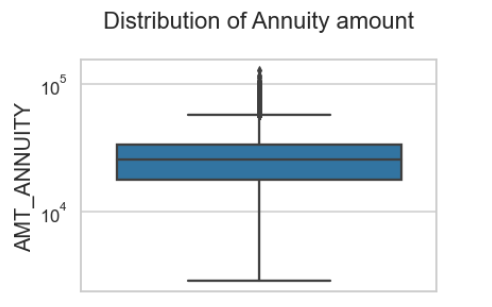 Distribution of Annuity amount
10^5
AMT_ANNUITY
10^4